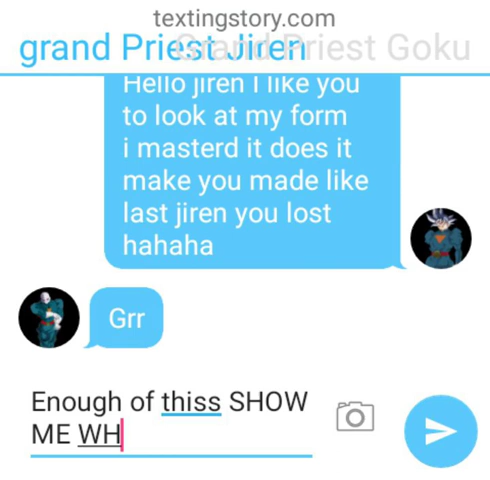 textingstory.com
grand Priest Jiren Grand Priest Goku
Hello jiren I like you
to look at my form
i masterd it does it
make you made like
last jiren you lost
hahaha
Grr
Enough of thiss SHOW
ME WH